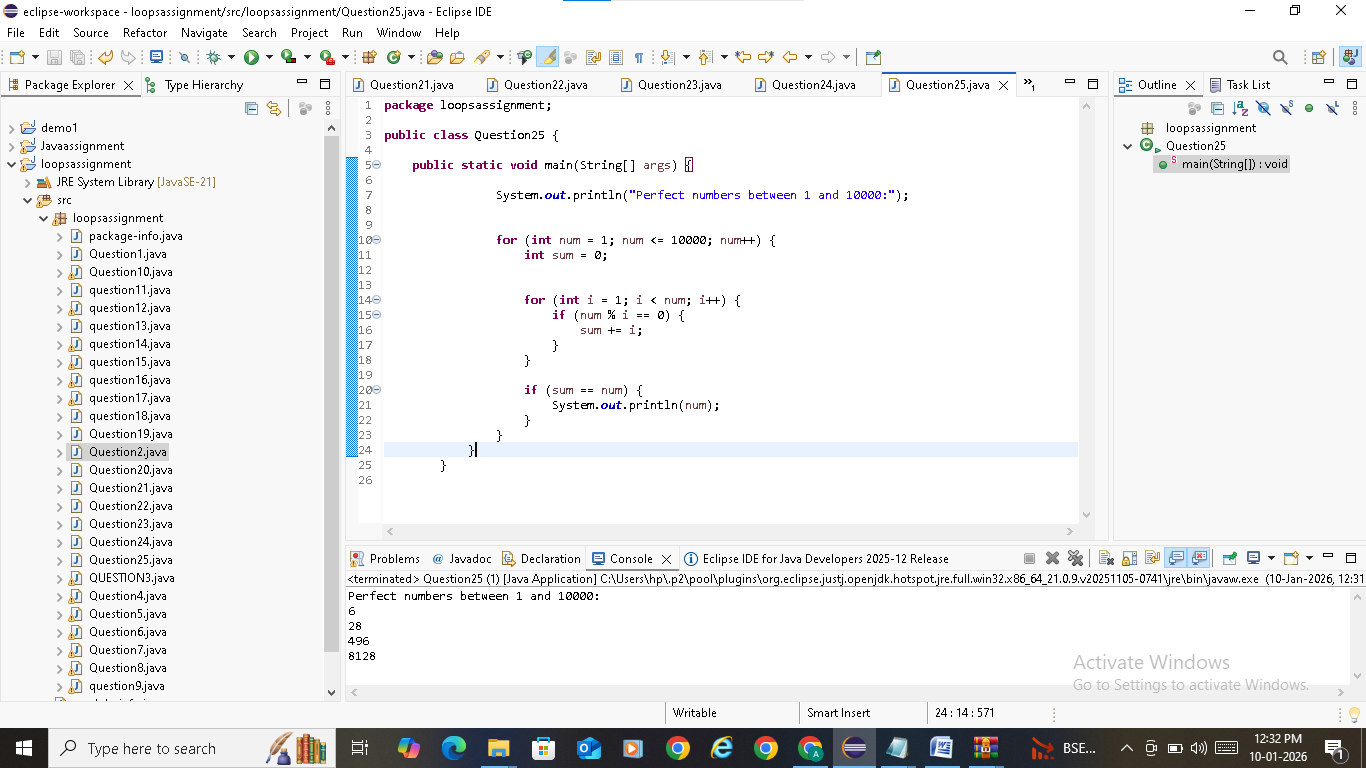 eclipse-workspace - loopsassignment/src/loopsassignment/Question25.java - Eclipse IDE
File Edit Source Refactor Navigate Search Project Run Window Help
Package Explorer Type Hierarchy
demo1
Javaassignment
loopsassignment
JRE System Library [JavaSE-21]
src
loopsassignment
package-info.java
Question1.java
Question10.java
question11.java
question12.java
question13.java
question14.java
question15.java
question16.java
question17.java
question18.java
Question19.java
Question2.java
Question20.java
Question21.java
Question22.java
Question23.java
Question24.java
Question25.java
QUESTION3.java
Question4.java
Question5.java
Question6.java
Question7.java
Question8.java
question9.java
Question21.java Question22.java Question23.java Question24.java Question25.java »1
1 package loopsassignment;
2
3 public class Question25 {
4
5 public static void main(String[] args) {
6
7 System.out.println("Perfect numbers between 1 and 10000:");
8
9
10 for (int num = 1; num <= 10000; num++) {
11 int sum = 0;
12
13
14 for (int i = 1; i < num; i++) {
15 if (num % i == 0) {
16 sum += i;
17 }
18 }
19
20 if (sum == num) {
21 System.out.println(num);
22 }
23 }
24 }
25 }
26
Outline Task List
loopsassignment
Question25
main(String[]) : void
Problems @ Javadoc Declaration Console Eclipse IDE for Java Developers 2025-12 Release
<terminated> Question25 (1) [Java Application] C:\Users\hp\.p2\pool\plugins\org.eclipse.justj.openjdk.hotspot.jre.full.win32.x86_64_21.0.9.v20251105-0741\jre\bin\javaw.exe (10-Jan-2026, 12:31
Perfect numbers between 1 and 10000:
6
28
496
8128
Activate Windows
Go to Settings to activate Windows.
Writable Smart Insert 24 : 14 : 571
Type here to search
BSE...
12:32 PM
10-01-2026
1